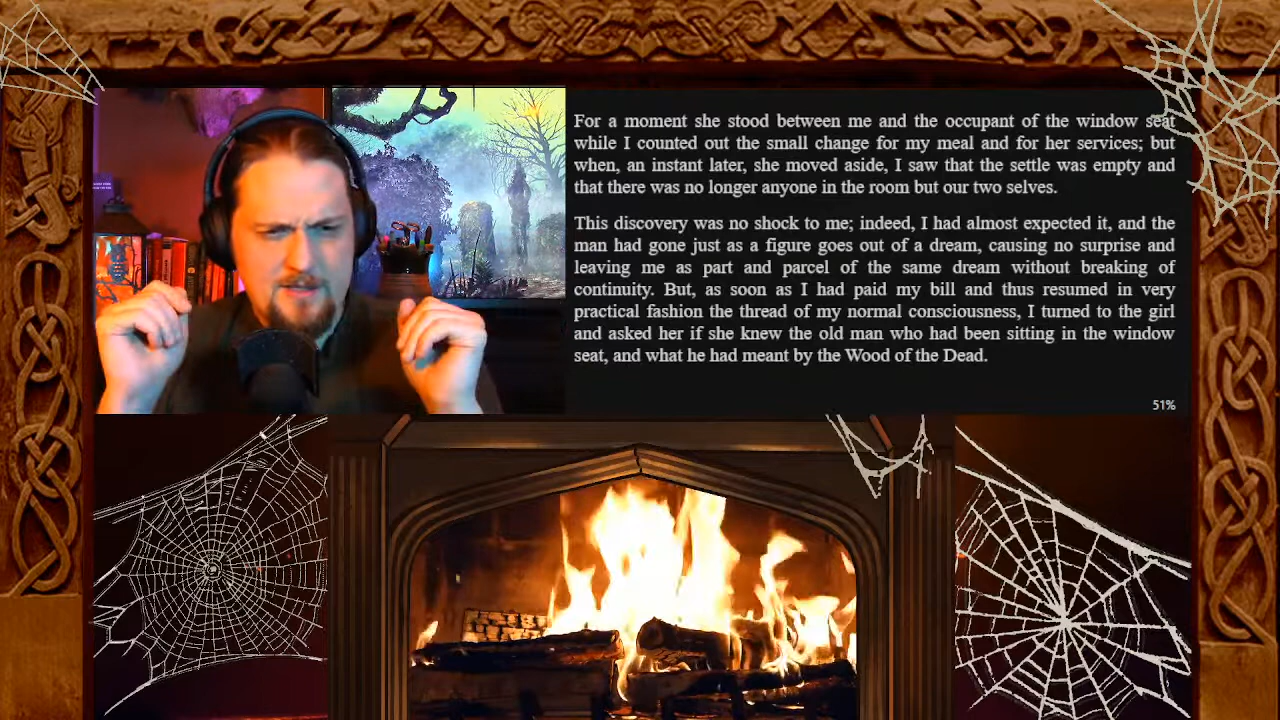 For a moment she stood between me and the occupant of the window seat
while I counted out the small change for my meal and for her services; but
when, an instant later, she moved aside, I saw that the settle was empty and
that there was no longer anyone in the room but our two selves.
This discovery was no shock to me; indeed, I had almost expected it, and the
man had gone just as a figure goes out of a dream, causing no surprise and
leaving me as part and parcel of the same dream without breaking of
continuity. But, as soon as I had paid my bill and thus resumed in very
practical fashion the thread of my normal consciousness, I turned to the girl
and asked her if she knew the old man who had been sitting in the window
seat, and what he had meant by the Wood of the Dead.
51%